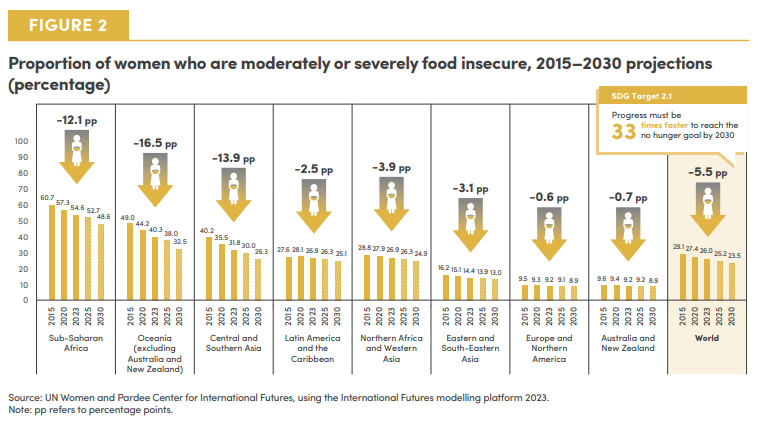 FIGURE 2
Proportion of women who are moderately or severely food insecure, 2015–2030 projections
(percentage)
SDG Target 2.1
Progress must be
33 times faster to reach the
no hunger goal by 2030
-12.1 pp
-16.5 pp
-13.9 pp
-2.5 pp
-3.9 pp
-3.1 pp
-0.6 pp
-0.7 pp
-5.5 pp
100
90
80
70
60
50
40
30
20
10
0
60.7 57.3 54.6 52.7 48.6
49.0 44.2 40.3 38.0 32.5
40.2 35.5 31.8 30.0 26.3
27.6 28.1 26.9 26.3 25.1
28.8 27.9 26.9 26.3 24.9
16.2 15.1 14.4 13.9 13.0
9.5 9.3 9.2 9.1 8.9
9.6 9.4 9.2 9.2 8.9
29.1 27.4 26.0 25.2 23.5
2015 2020 2023 2025 2030
2015 2020 2023 2025 2030
2015 2020 2023 2025 2030
2015 2020 2023 2025 2030
2015 2020 2023 2025 2030
2015 2020 2023 2025 2030
2015 2020 2023 2025 2030
2015 2020 2023 2025 2030
2015 2020 2023 2025 2030
Sub-Saharan
Africa
Oceania
(excluding
Australia and
New Zealand)
Central and
Southern Asia
Latin America
and the
Caribbean
Northern Africa
and Western
Asia
Eastern and
South-Eastern
Asia
Europe and
Northern
America
Australia and
New Zealand
World
Source: UN Women and Pardee Center for International Futures, using the International Futures modelling platform 2023.
Note: pp refers to percentage points.